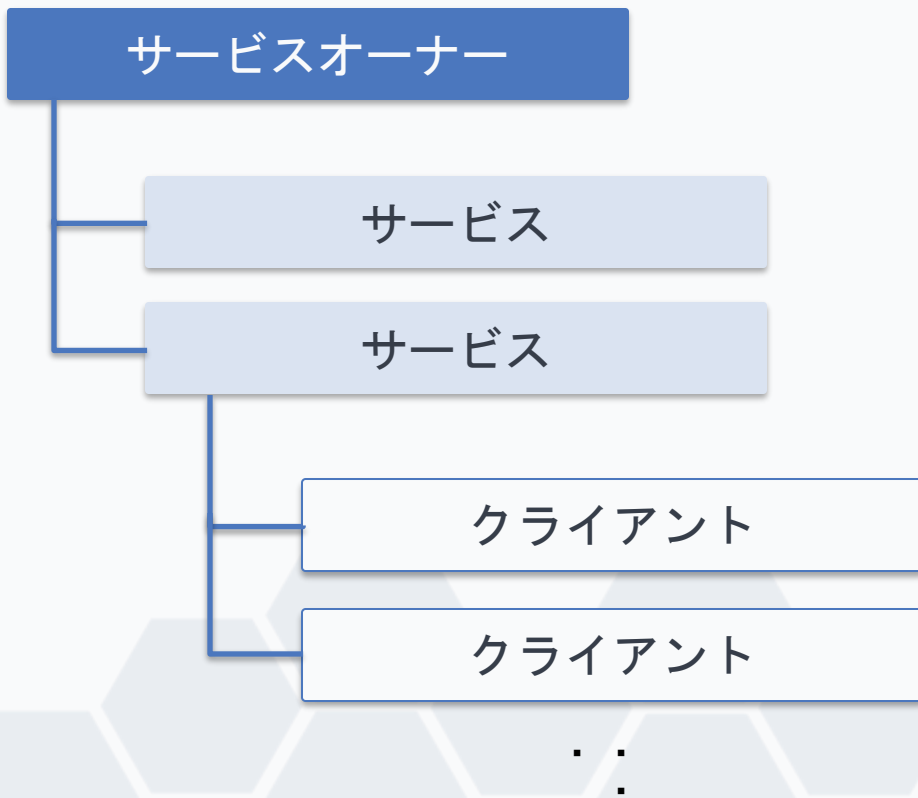 サービスオーナー
サービス
サービス
クライアント
クライアント
・・
・